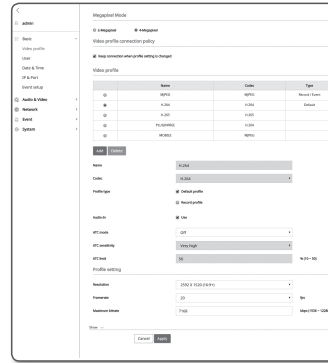 admin
Basic
Video profile
User
Date & Time
IP & Port
Event setup
Audio & Video
Network
Event
System
Megapixel Mode
2-Megapixel
4-Megapixel
Video profile connection policy
Keep connection when profile setting is changed
Video profile
Name Codec Type
MJPEG MJPEG Record / Event
H.264 H.264 Default
H.265 H.265
PLUGINFREE H.264
MOBILE MJPEG
Add Delete
Name H.264
Codec H.264
Profile type Default profile
Record profile
Audio-In Use
ATC mode Off
ATC sensitivity Very high
ATC limit 50 % (10 ~ 50)
Profile setting
Resolution 2592 X 1520 (16:9)
Framerate 20 fps
Maximum bitrate 7168
Show
Cancel Apply